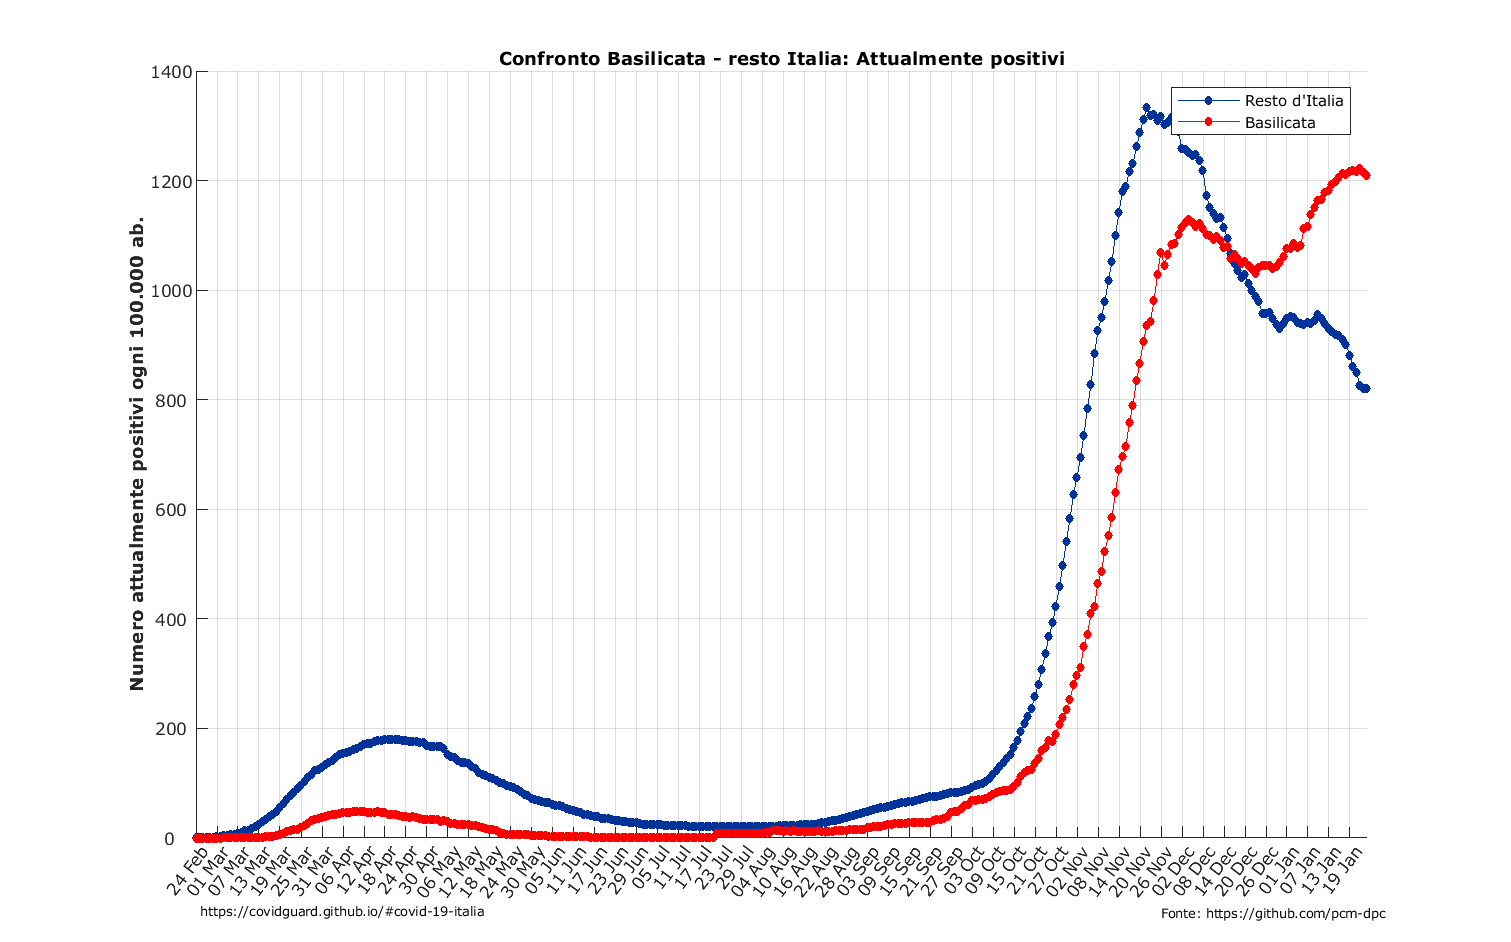 Confronto Basilicata - resto Italia: Attualmente positivi
Resto d'Italia
Basilicata
Numero attualmente positivi ogni 100.000 ab.
1400
1200
1000
800
600
400
200
0
24 Feb
01 Mar
07 Mar
13 Mar
19 Mar
25 Mar
31 Mar
06 Apr
12 Apr
18 Apr
24 Apr
30 Apr
06 May
12 May
18 May
24 May
30 May
05 Jun
11 Jun
17 Jun
23 Jun
29 Jun
05 Jul
11 Jul
17 Jul
23 Jul
29 Jul
04 Aug
10 Aug
16 Aug
22 Aug
28 Aug
03 Sep
09 Sep
15 Sep
21 Sep
27 Sep
03 Oct
09 Oct
15 Oct
21 Oct
27 Oct
02 Nov
08 Nov
14 Nov
20 Nov
26 Nov
02 Dec
08 Dec
14 Dec
20 Dec
26 Dec
01 Jan
07 Jan
13 Jan
19 Jan
https://covidguard.github.io/#covid-19-italia
Fonte: https://github.com/pcm-dpc